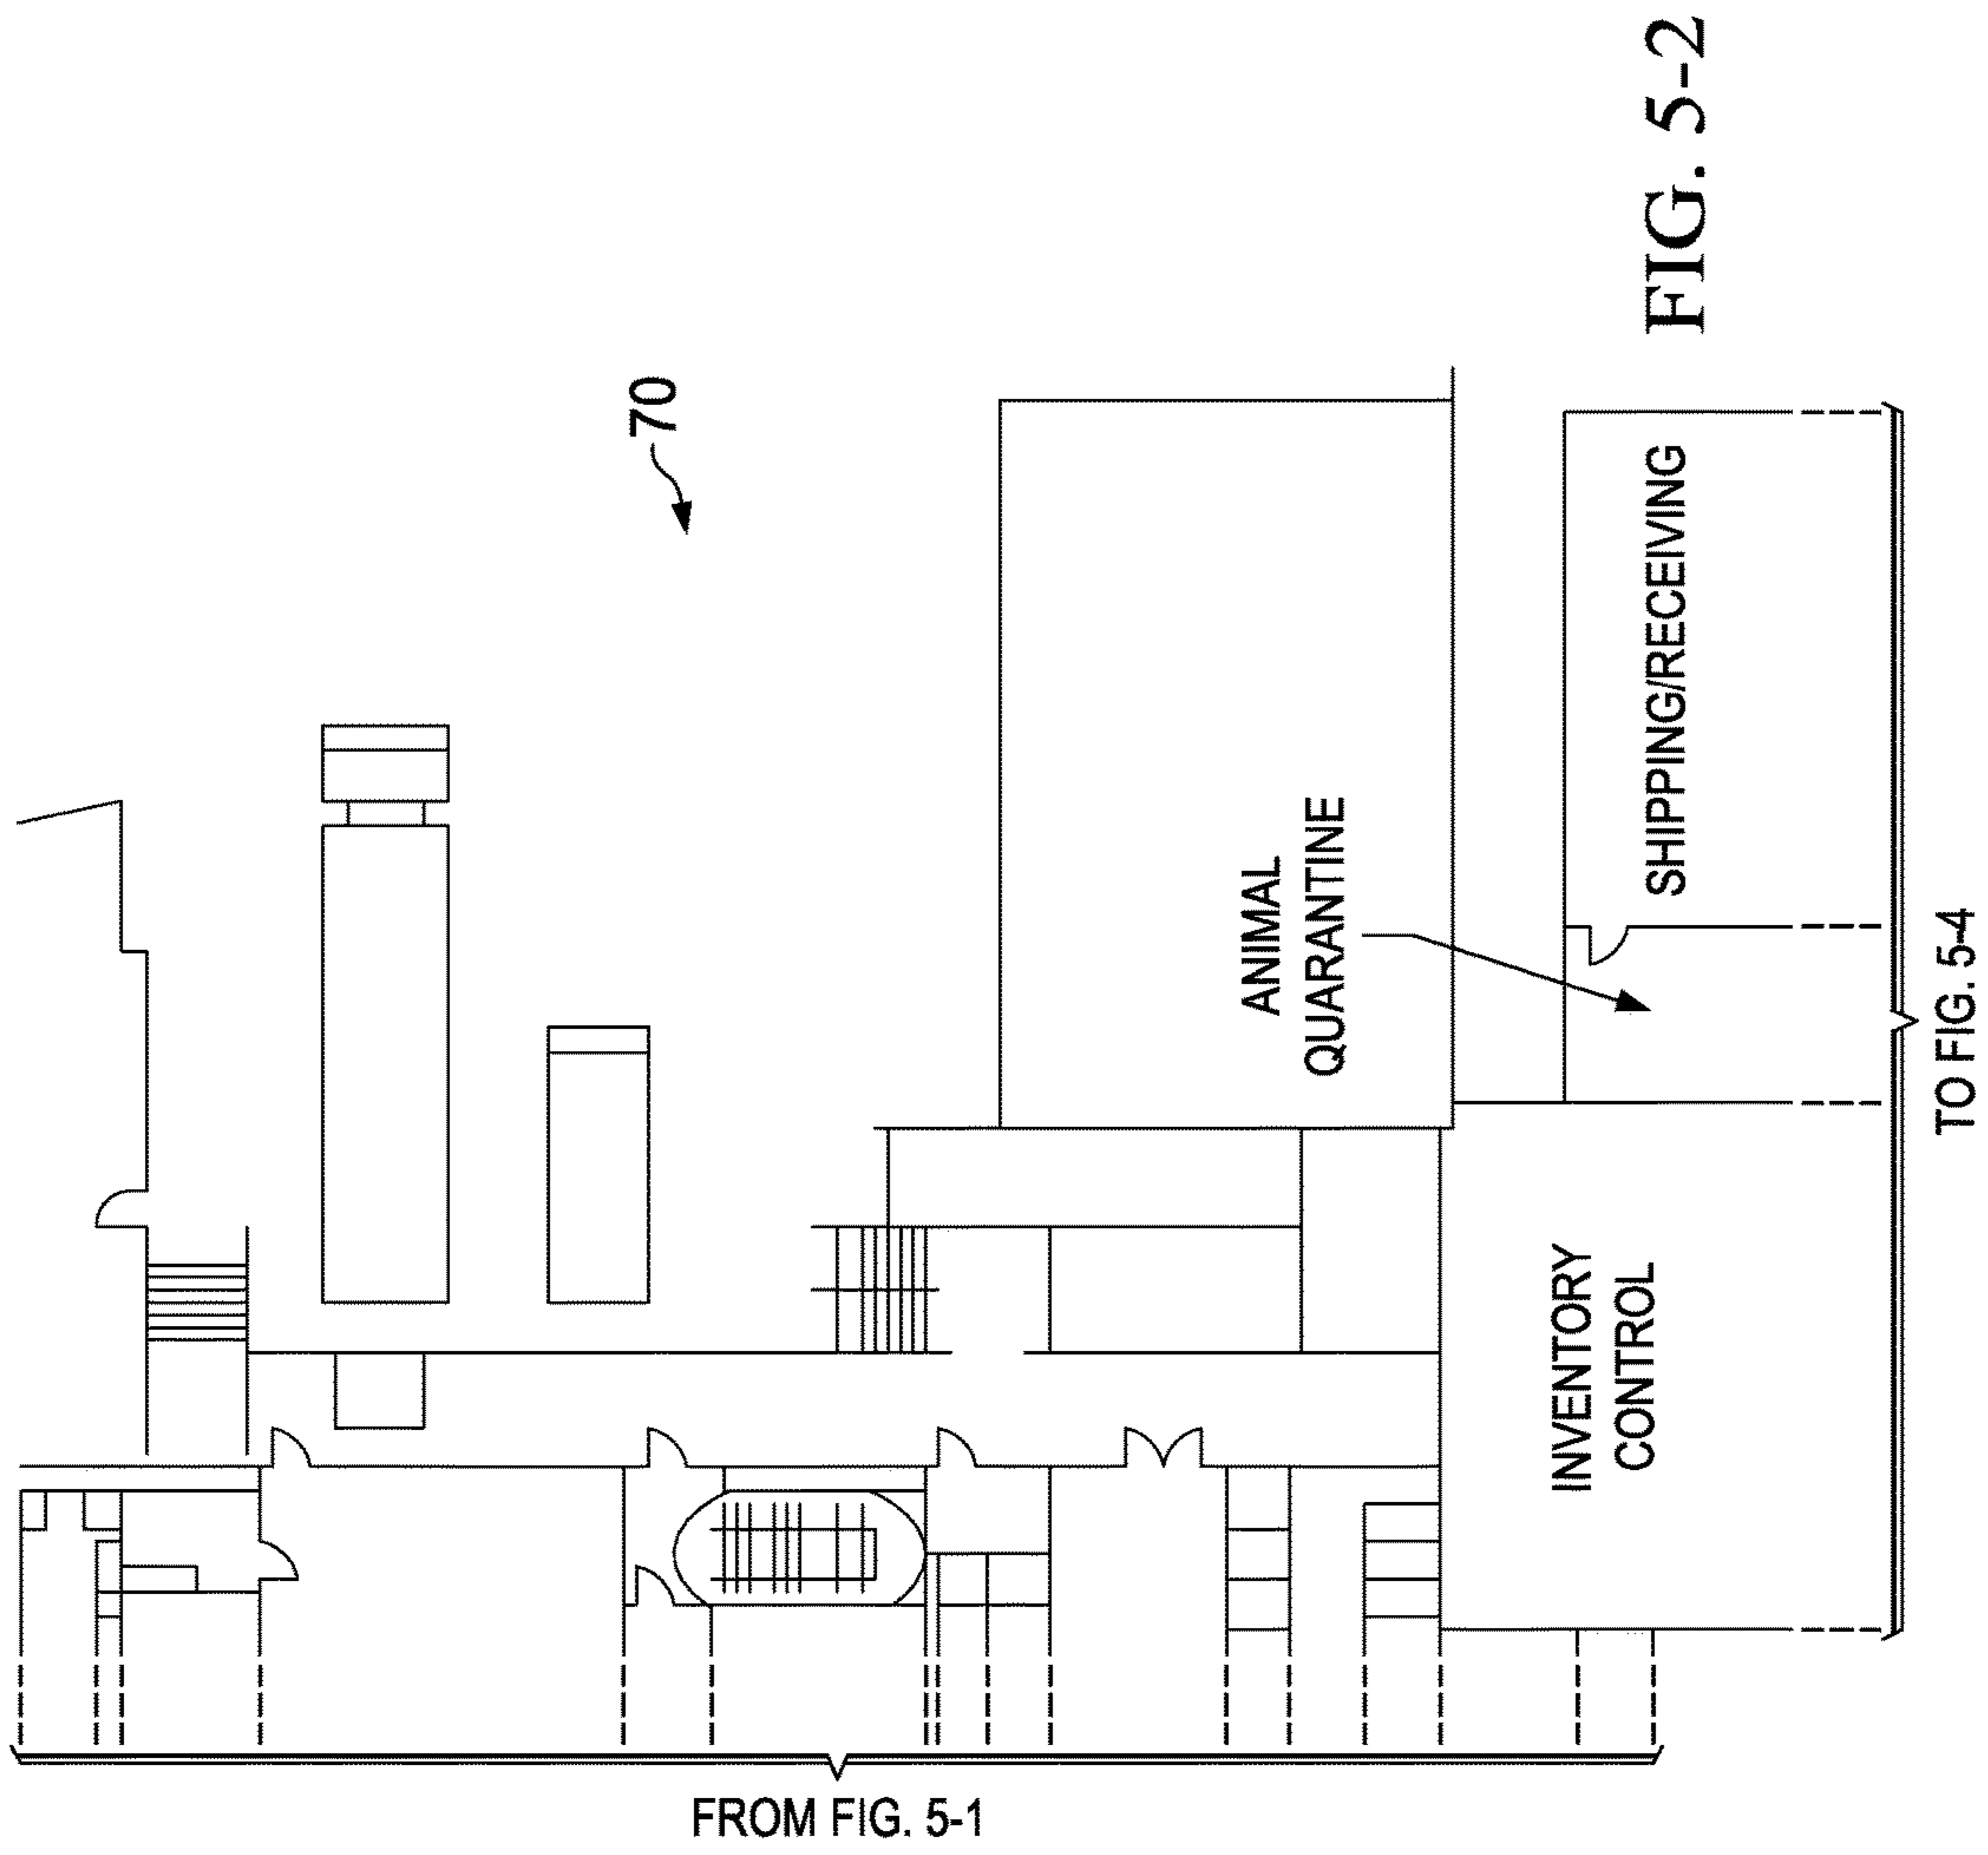 FIG. 5-2
70
ANIMAL
QUARANTINE
SHIPPING/RECEIVING
INVENTORY
CONTROL
TO FIG. 5-4
FROM FIG. 5-1